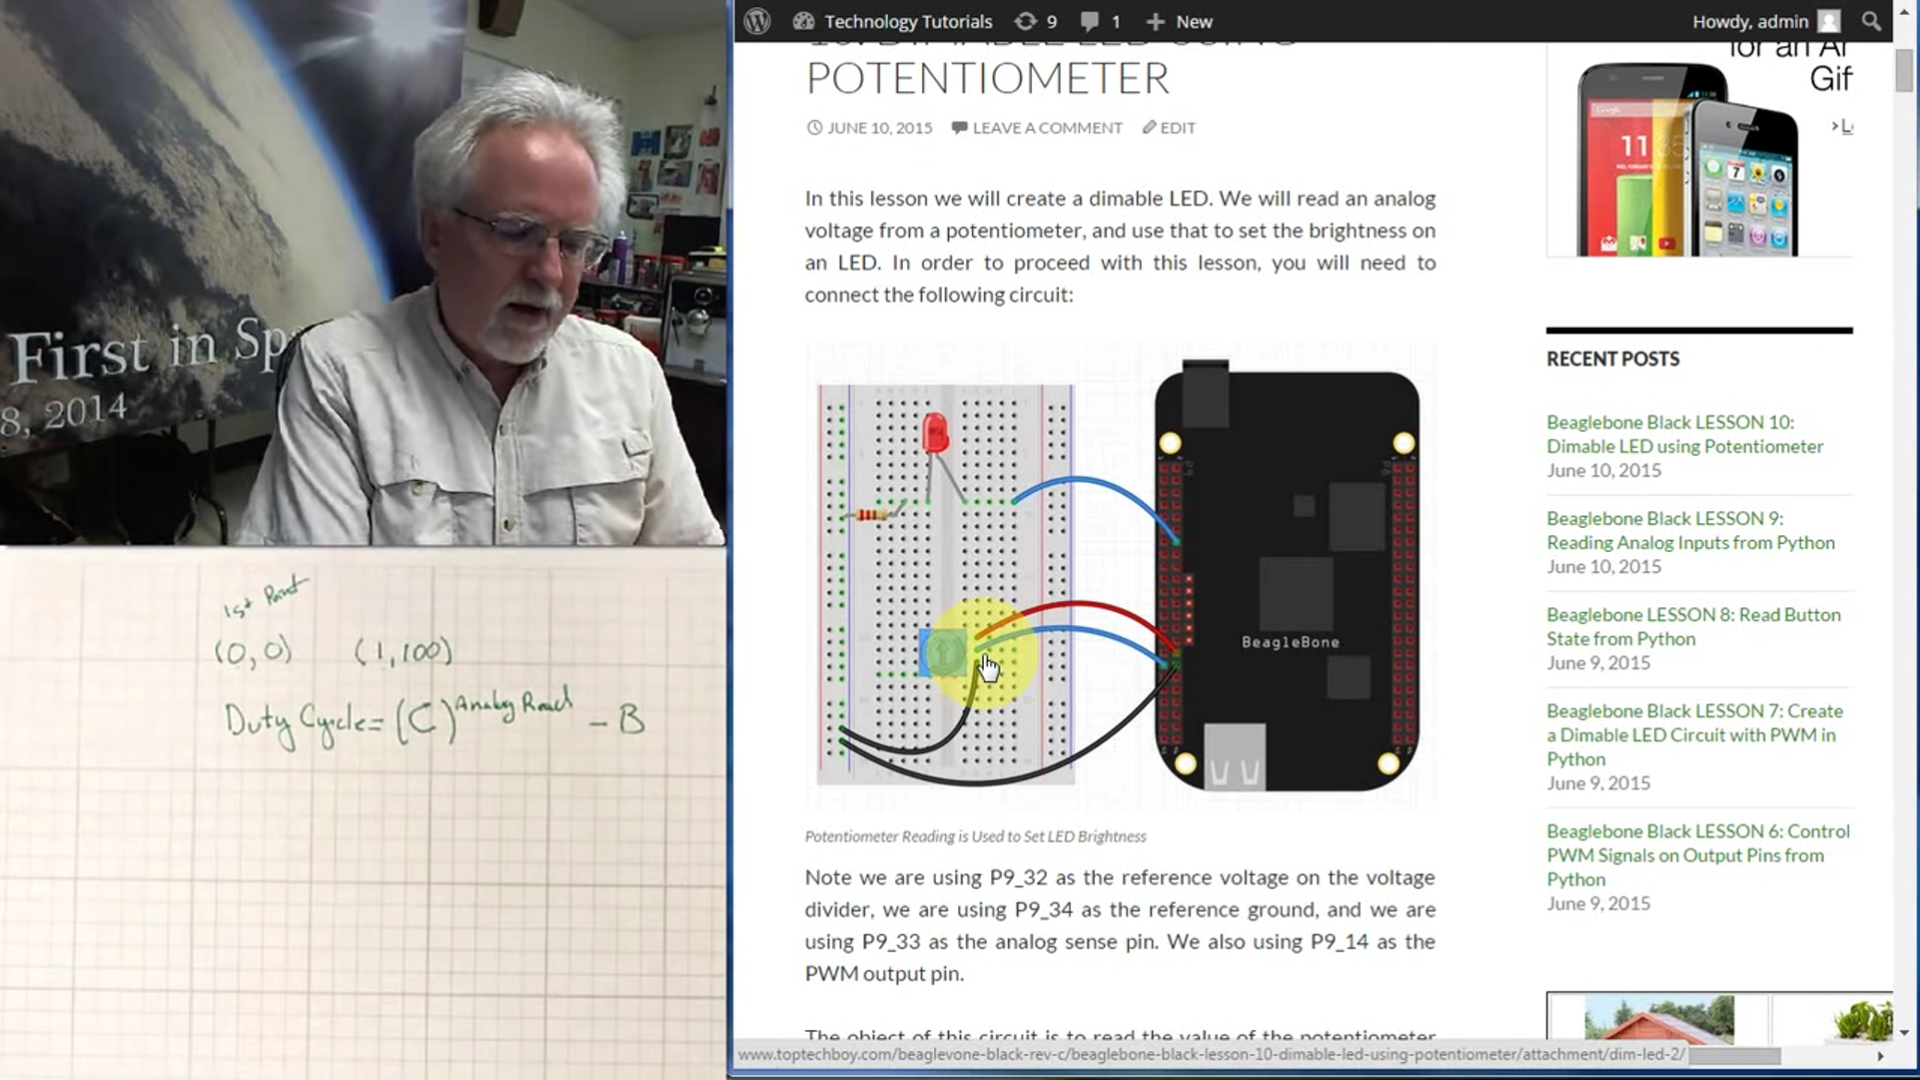 First in Sp
8, 2014
1st Point
(0,0) (1,100)
Duty Cycle = (C)^Analog Read - B
Technology Tutorials 9 1 New Howdy, admin
POTENTIOMETER
JUNE 10, 2015 LEAVE A COMMENT EDIT
In this lesson we will create a dimable LED. We will read an analog
voltage from a potentiometer, and use that to set the brightness on
an LED. In order to proceed with this lesson, you will need to
connect the following circuit:
BeagleBone
Potentiometer Reading is Used to Set LED Brightness
Note we are using P9_32 as the reference voltage on the voltage
divider, we are using P9_34 as the reference ground, and we are
using P9_33 as the analog sense pin. We also using P9_14 as the
PWM output pin.
The object of this circuit is to read the value of the potentiometer
for an Ar
Gif
RECENT POSTS
Beaglebone Black LESSON 10:
Dimable LED using Potentiometer
June 10, 2015
Beaglebone Black LESSON 9:
Reading Analog Inputs from Python
June 10, 2015
Beaglebone LESSON 8: Read Button
State from Python
June 9, 2015
Beaglebone Black LESSON 7: Create
a Dimable LED Circuit with PWM in
Python
June 9, 2015
Beaglebone Black LESSON 6: Control
PWM Signals on Output Pins from
Python
June 9, 2015
www.toptechboy.com/beaglevone-black-rev-c/beaglebone-black-lesson-10-dimable-led-using-potentiometer/attachment/dim-led-2/